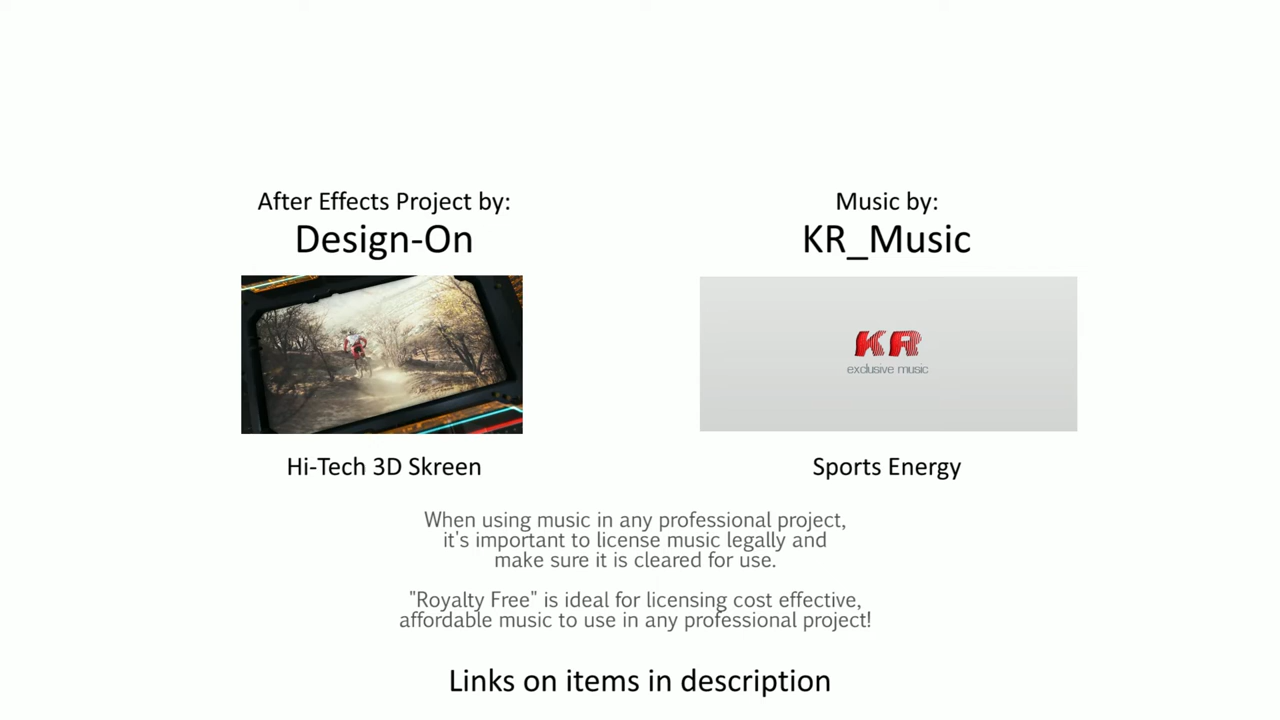 After Effects Project by:
Design-On
Hi-Tech 3D Skreen
Music by:
KR_Music
KR
exclusive music
Sports Energy
When using music in any professional project,
it's important to license music legally and
make sure it is cleared for use.
"Royalty Free" is ideal for licensing cost effective,
affordable music to use in any professional project!
Links on items in description